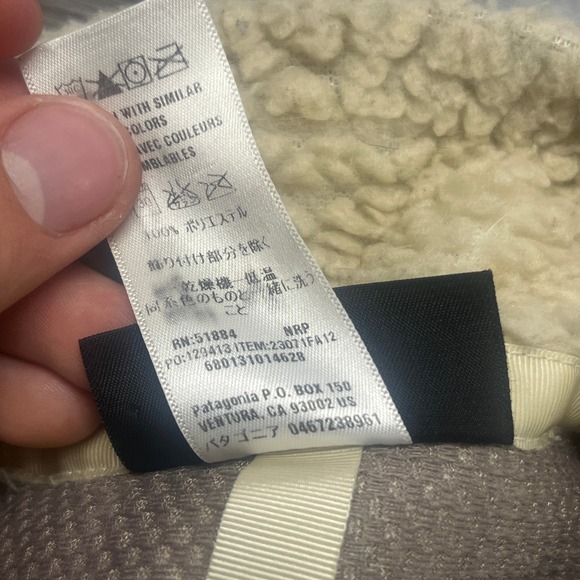 WITH SIMILAR
COLORS
AVEC COULEURS
100% ポリエステル
飾り付け部分を除く
乾燥機 低温
同系色のものと一緒に洗う
こと
RN:51884 NRP
PO:129413 ITEM:23071FA12
680131014628
Patagonia P.O. BOX 150
VENTURA, CA 93002 US
パタゴニア 0467238961